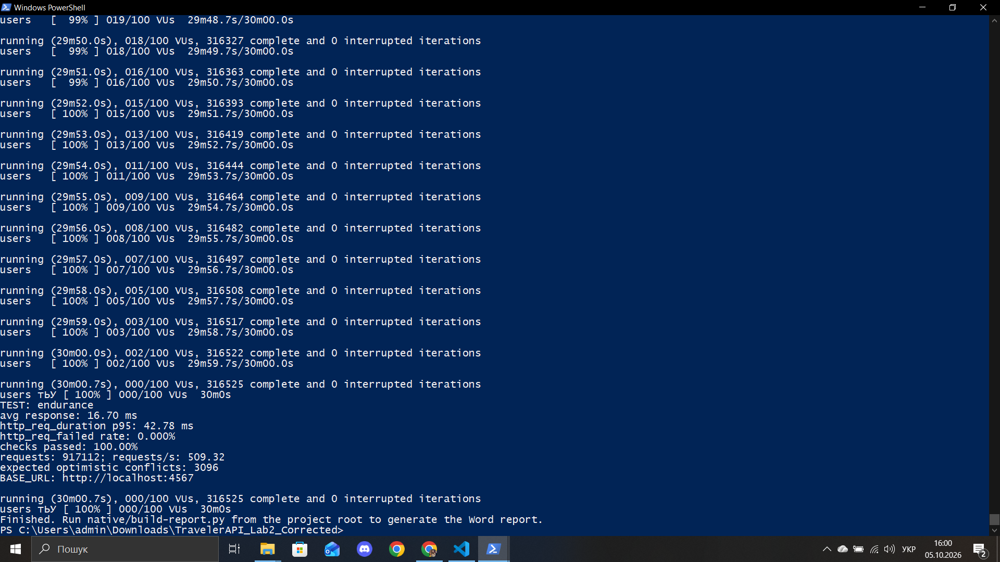 Windows PowerShell
users   [  99% ] 019/100 VUs  29m48.7s/30m00.0s
running (29m50.0s), 018/100 VUs, 316327 complete and 0 interrupted iterations
users   [  99% ] 018/100 VUs  29m49.7s/30m00.0s
running (29m51.0s), 016/100 VUs, 316363 complete and 0 interrupted iterations
users   [  99% ] 016/100 VUs  29m50.7s/30m00.0s
running (29m52.0s), 015/100 VUs, 316393 complete and 0 interrupted iterations
users   [ 100% ] 015/100 VUs  29m51.7s/30m00.0s
running (29m53.0s), 013/100 VUs, 316419 complete and 0 interrupted iterations
users   [ 100% ] 013/100 VUs  29m52.7s/30m00.0s
running (29m54.0s), 011/100 VUs, 316444 complete and 0 interrupted iterations
users   [ 100% ] 011/100 VUs  29m53.7s/30m00.0s
running (29m55.0s), 009/100 VUs, 316464 complete and 0 interrupted iterations
users   [ 100% ] 009/100 VUs  29m54.7s/30m00.0s
running (29m56.0s), 008/100 VUs, 316482 complete and 0 interrupted iterations
users   [ 100% ] 008/100 VUs  29m55.7s/30m00.0s
running (29m57.0s), 007/100 VUs, 316497 complete and 0 interrupted iterations
users   [ 100% ] 007/100 VUs  29m56.7s/30m00.0s
running (29m58.0s), 005/100 VUs, 316508 complete and 0 interrupted iterations
users   [ 100% ] 005/100 VUs  29m57.7s/30m00.0s
running (29m59.0s), 003/100 VUs, 316517 complete and 0 interrupted iterations
users   [ 100% ] 003/100 VUs  29m58.7s/30m00.0s
running (30m00.0s), 002/100 VUs, 316522 complete and 0 interrupted iterations
users   [ 100% ] 002/100 VUs  29m59.7s/30m00.0s
running (30m00.7s), 000/100 VUs, 316525 complete and 0 interrupted iterations
users тЬУ [ 100% ] 000/100 VUs  30m0s
TEST: endurance
avg response: 16.70 ms
http_req_duration p95: 42.78 ms
http_req_failed rate: 0.000%
checks passed: 100.00%
requests: 917112; requests/s: 509.32
expected optimistic conflicts: 3096
BASE_URL: http://localhost:4567
running (30m00.7s), 000/100 VUs, 316525 complete and 0 interrupted iterations
users тЬУ [ 100% ] 000/100 VUs  30m0s
Finished. Run native/build-report.py from the project root to generate the Word report.
PS C:\Users\admin\Downloads\TravelerAPI_Lab2_Corrected>
Пошук
УКР
16:00
05.10.2026
2